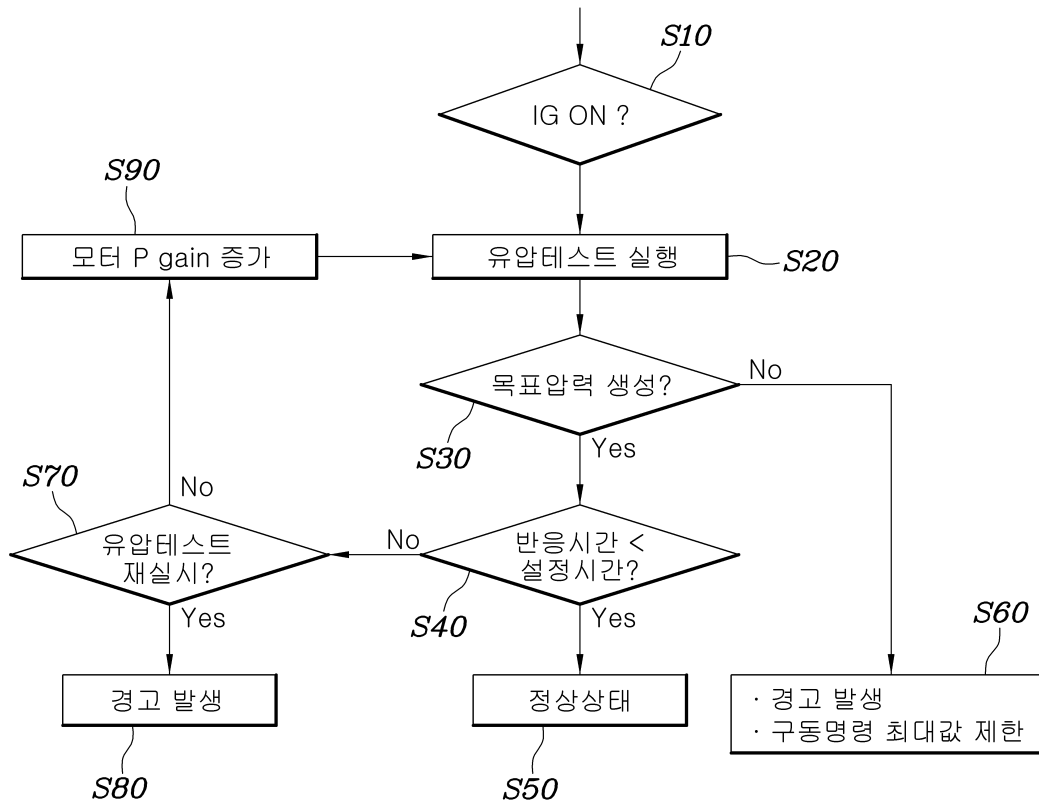 S10
IG ON ?
S90
모터 P gain 증가
유압테스트 실행
S20
목표압력 생성?
No
S30
Yes
S70
No
유압테스트
재실시?
No
반응시간 <
설정시간?
Yes
S40
Yes
S60
경고 발생
정상상태
· 경고 발생
· 구동명령 최대값 제한
S80
S50